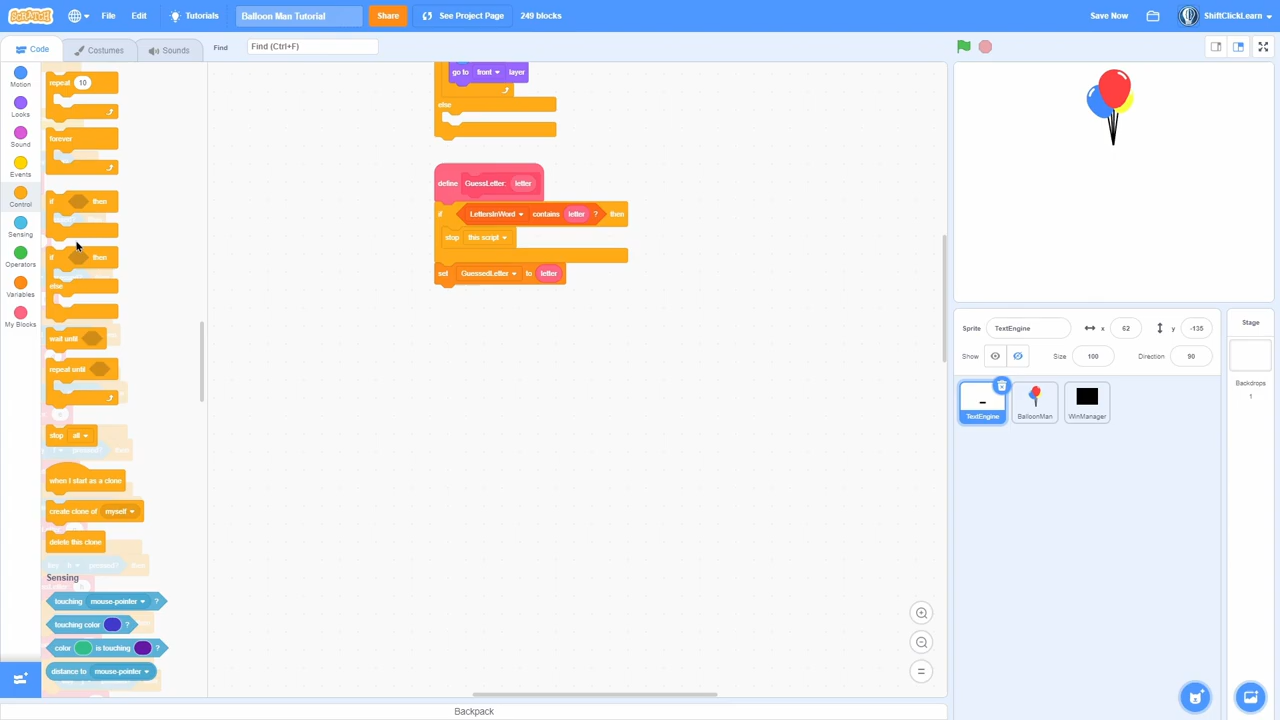 SCRATCH File Edit Tutorials Balloon Man Tutorial Share See Project Page 249 blocks Save Now ShiftClickLearn
Code Costumes Sounds Find Find (Ctrl+F)
Motion
Looks
Sound
Events
Control
Sensing
Operators
Variables
My Blocks
repeat 10
forever
if then
if then
else
wait until
repeat until
stop all
when I start as a clone
create clone of myself
delete this clone
Sensing
touching mouse-pointer ?
touching color ?
color is touching ?
distance to mouse-pointer
go to front layer
else
define GuessLetter: letter
if LettersInWord contains letter ? then
stop this script
set GuessedLetter to letter
Backpack
Sprite TextEngine x 62 y -135
Show Size 100 Direction 90
TextEngine BalloonMan WinManager
Stage
Backdrops
1